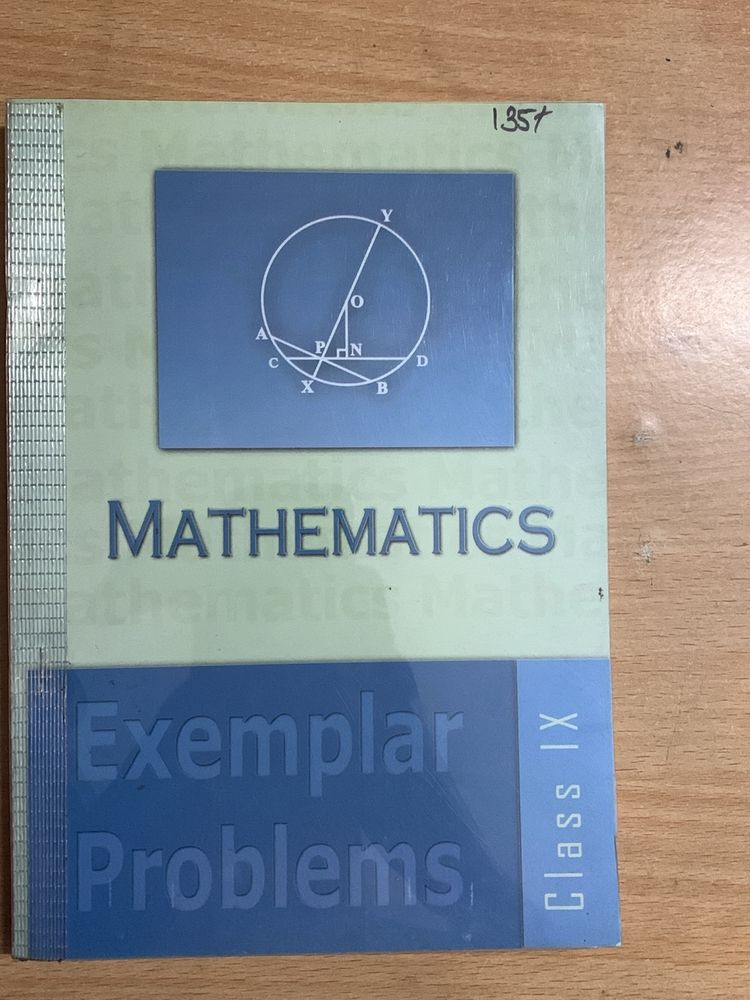 135/-
Y
O
A
P N
C D
X B
MATHEMATICS
Exemplar
Problems
Class IX